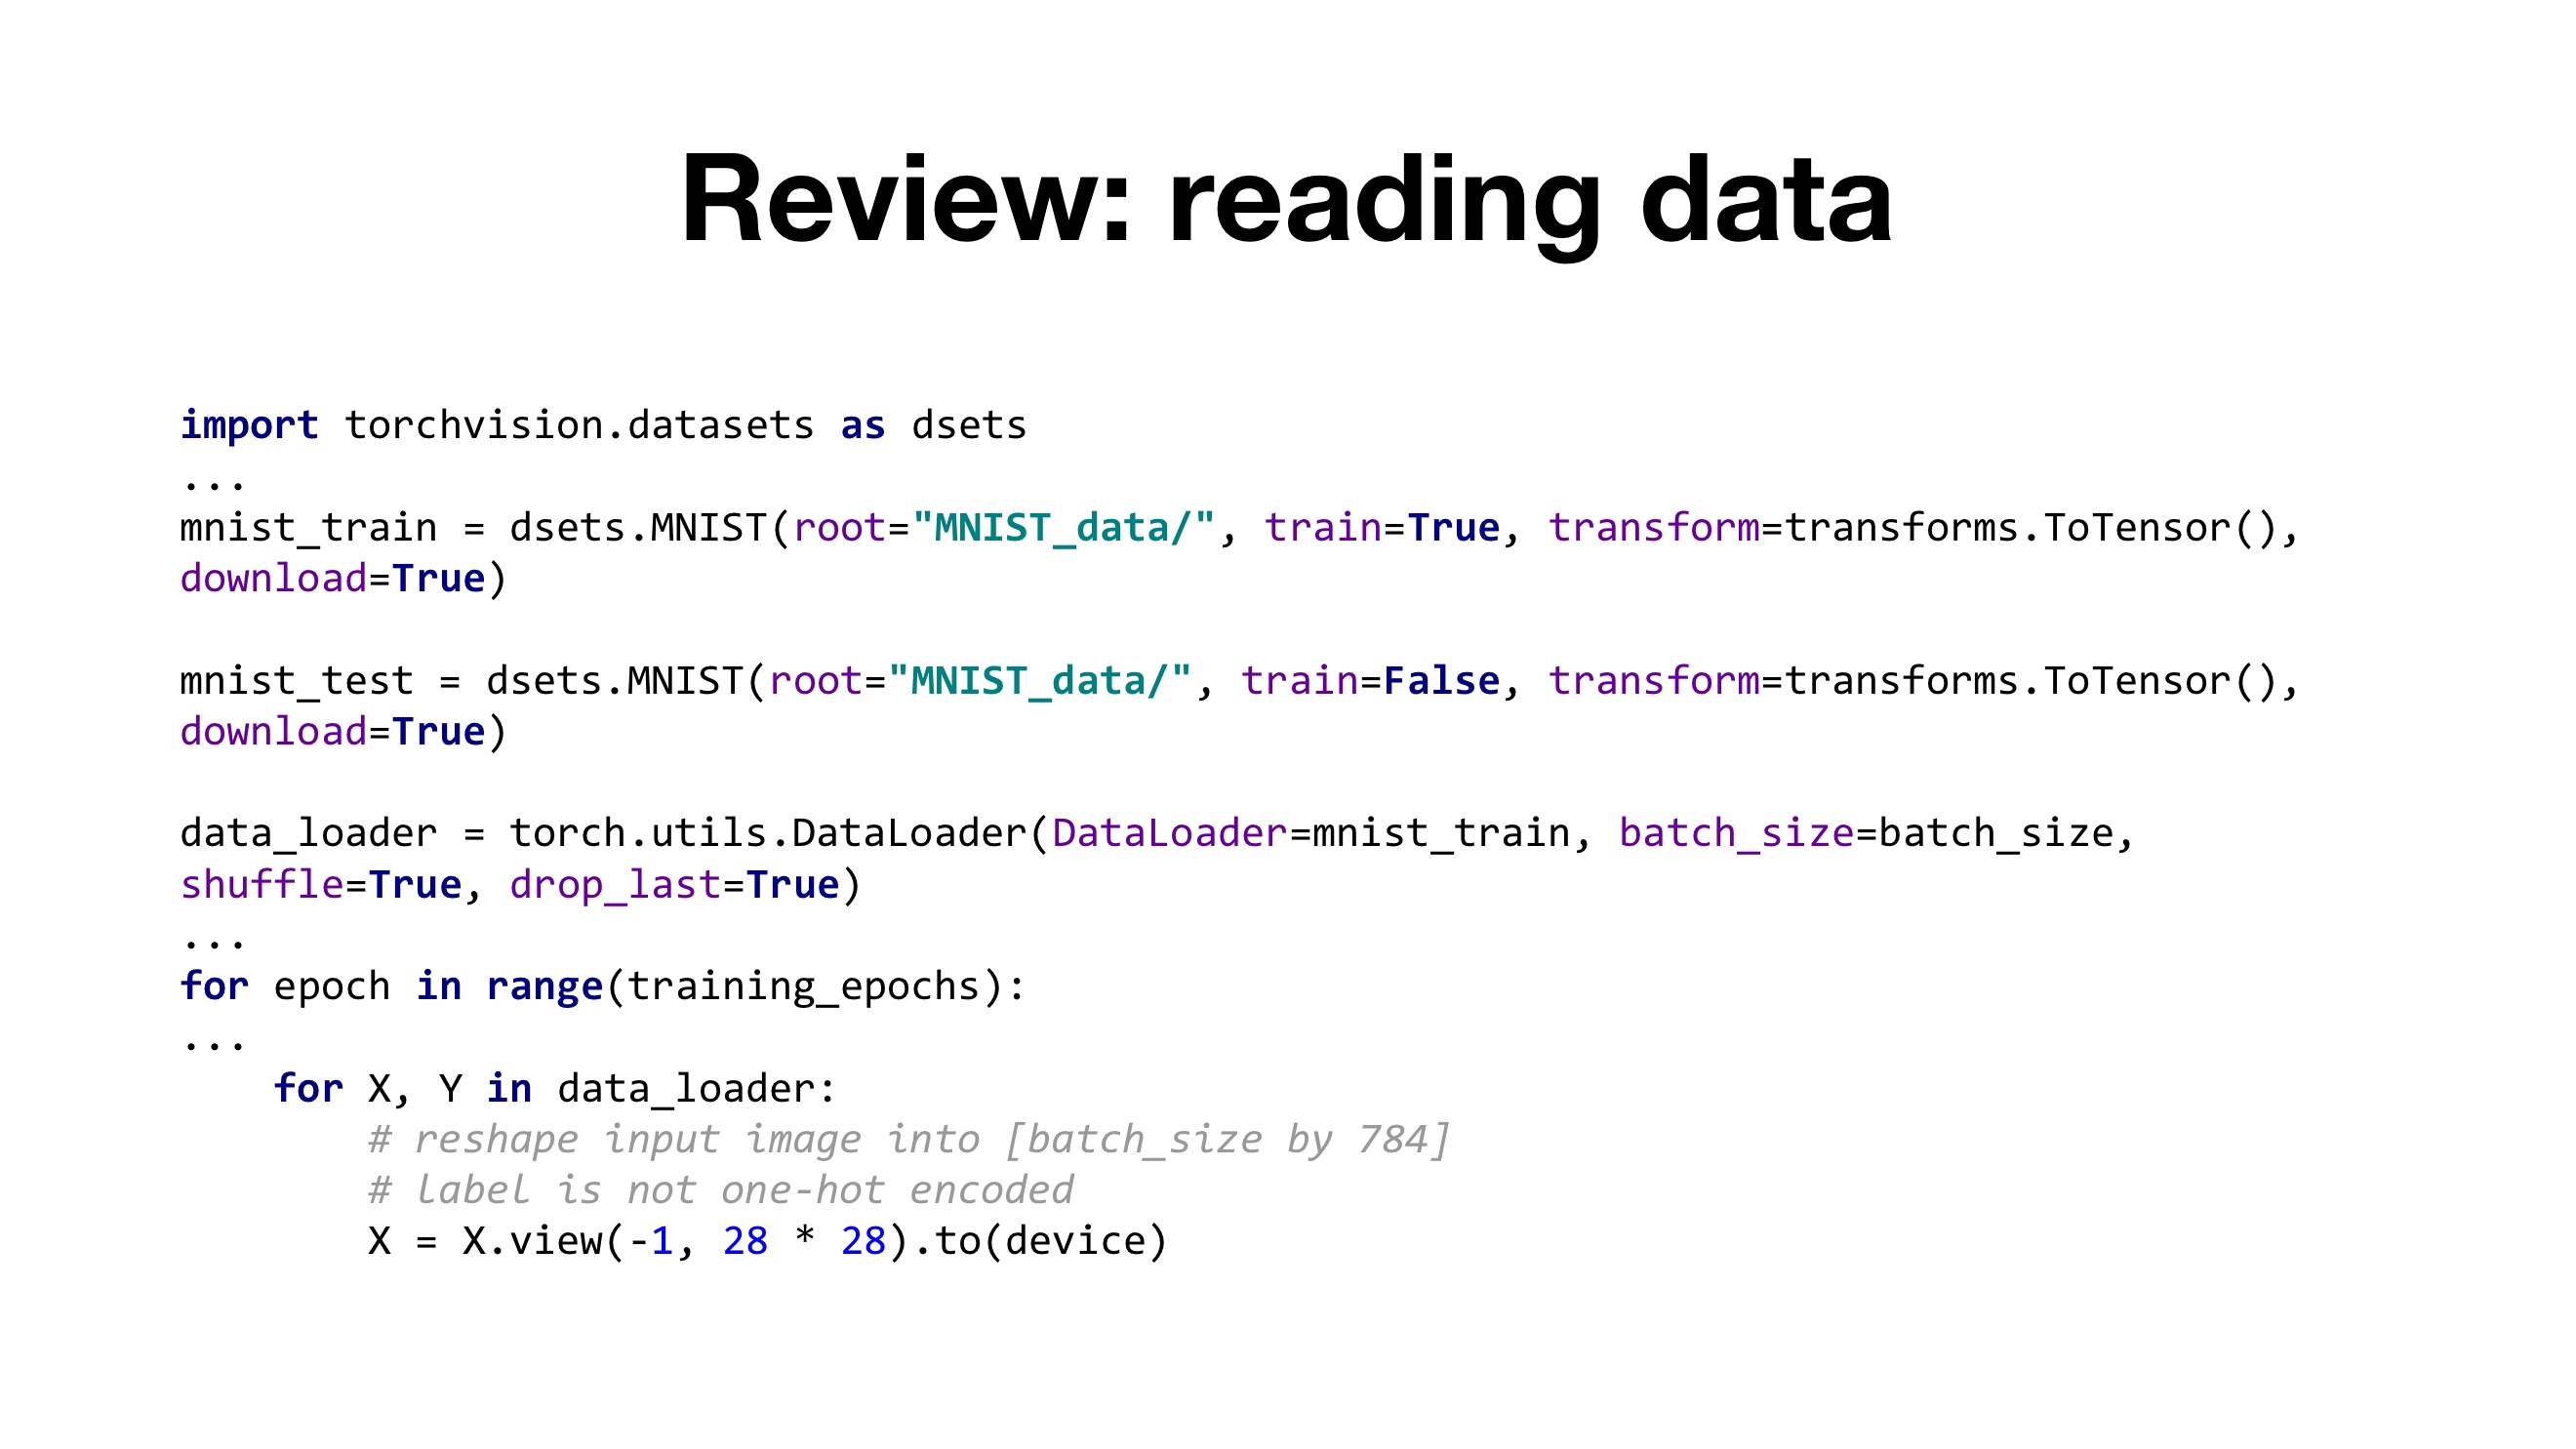 Review: reading data
import torchvision.datasets as dsets
...
mnist_train = dsets.MNIST(root="MNIST_data/", train=True, transform=transforms.ToTensor(),
download=True)
mnist_test = dsets.MNIST(root="MNIST_data/", train=False, transform=transforms.ToTensor(),
download=True)
data_loader = torch.utils.DataLoader(DataLoader=mnist_train, batch_size=batch_size,
shuffle=True, drop_last=True)
...
for epoch in range(training_epochs):
...
    for X, Y in data_loader:
        # reshape input image into [batch_size by 784]
        # label is not one-hot encoded
        X = X.view(-1, 28 * 28).to(device)